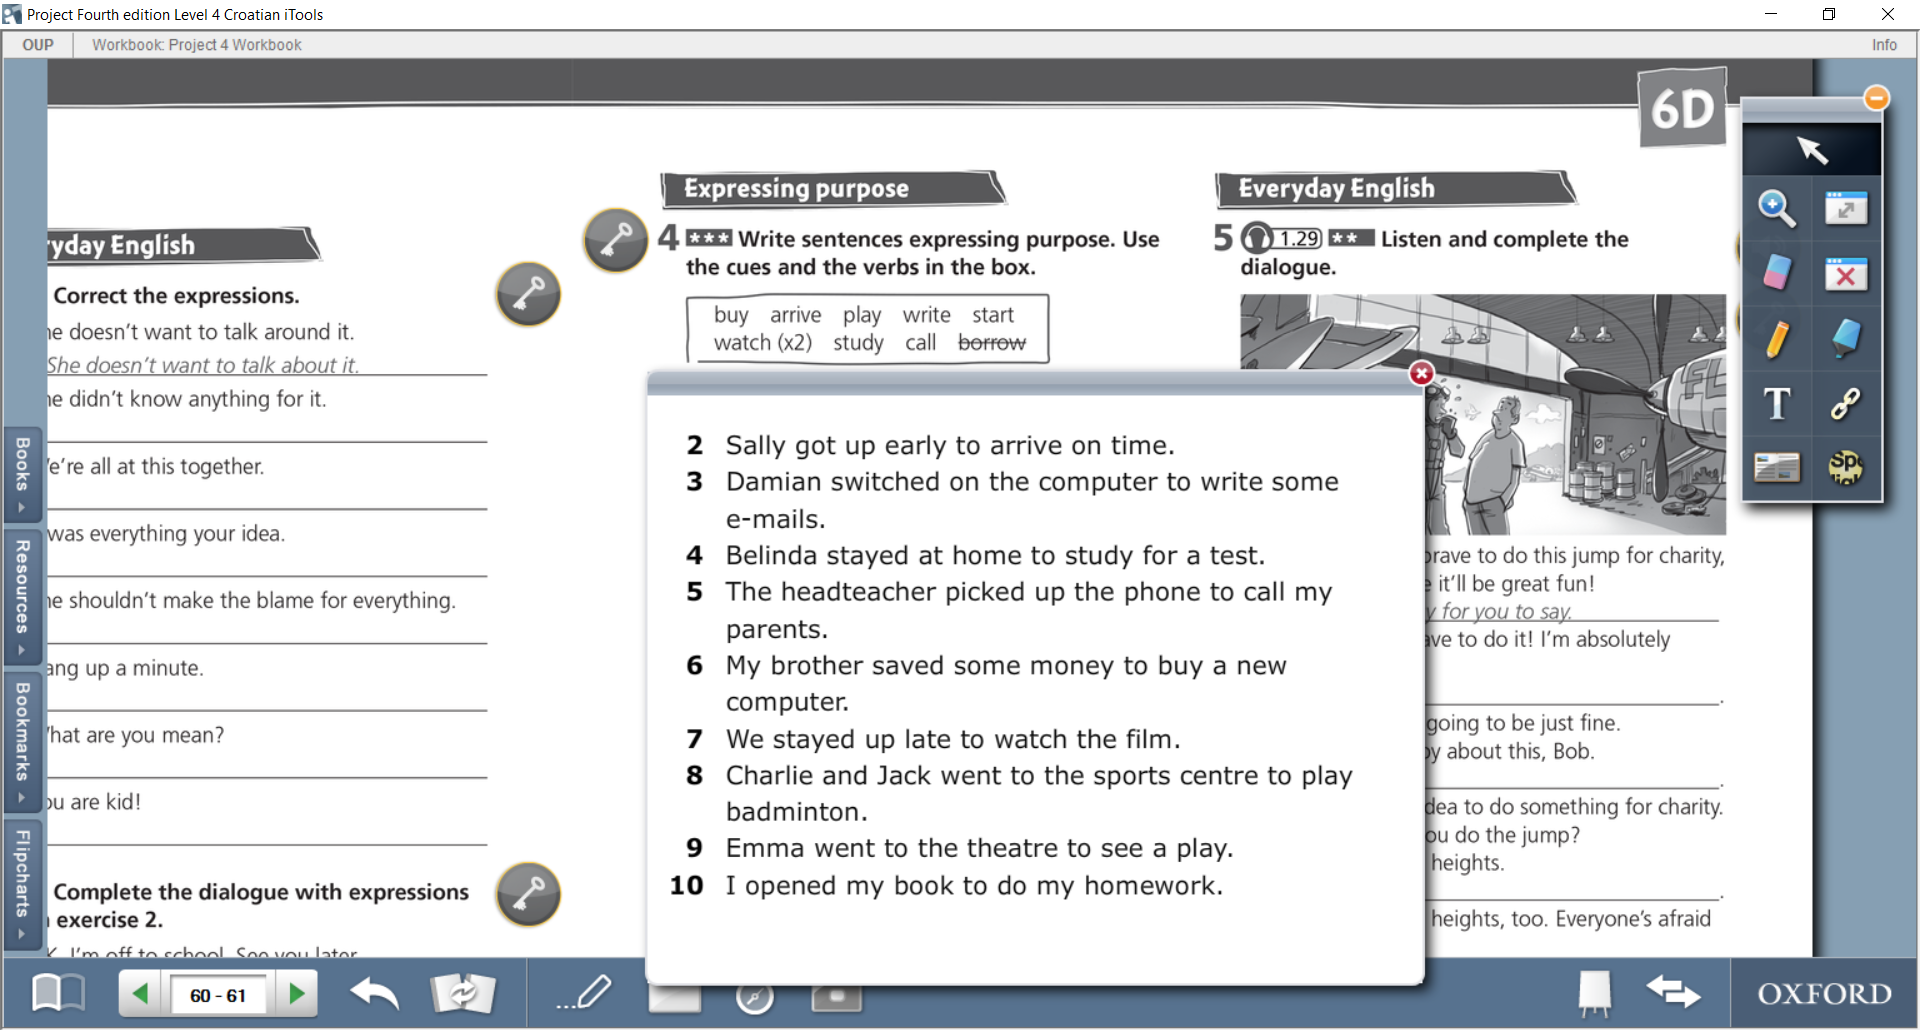 Project Fourth edition Level 4 Croatian iTools
OUP
Workbook: Project 4 Workbook
Info
6D
yday English
Correct the expressions.
e doesn't want to talk around it.
She doesn't want to talk about it.
e didn't know anything for it.
e're all at this together.
was everything your idea.
e shouldn't make the blame for everything.
ang up a minute.
hat are you mean?
ou are kid!
Complete the dialogue with expressions
exercise 2.
K. I'm off to school. See you later.
Expressing purpose
4 *** Write sentences expressing purpose. Use
the cues and the verbs in the box.
buy arrive play write start
watch (x2) study call borrow
2 Sally got up early to arrive on time.
3 Damian switched on the computer to write some
e-mails.
4 Belinda stayed at home to study for a test.
5 The headteacher picked up the phone to call my
parents.
6 My brother saved some money to buy a new
computer.
7 We stayed up late to watch the film.
8 Charlie and Jack went to the sports centre to play
badminton.
9 Emma went to the theatre to see a play.
10 I opened my book to do my homework.
Everyday English
5 1.29 ** Listen and complete the
dialogue.
brave to do this jump for charity,
e it'll be great fun!
y for you to say.
ave to do it! I'm absolutely
.
going to be just fine.
py about this, Bob.
.
dea to do something for charity.
ou do the jump?
heights.
.
heights, too. Everyone's afraid
Books
Resources
Bookmarks
Flipcharts
T
60 - 61
OXFORD